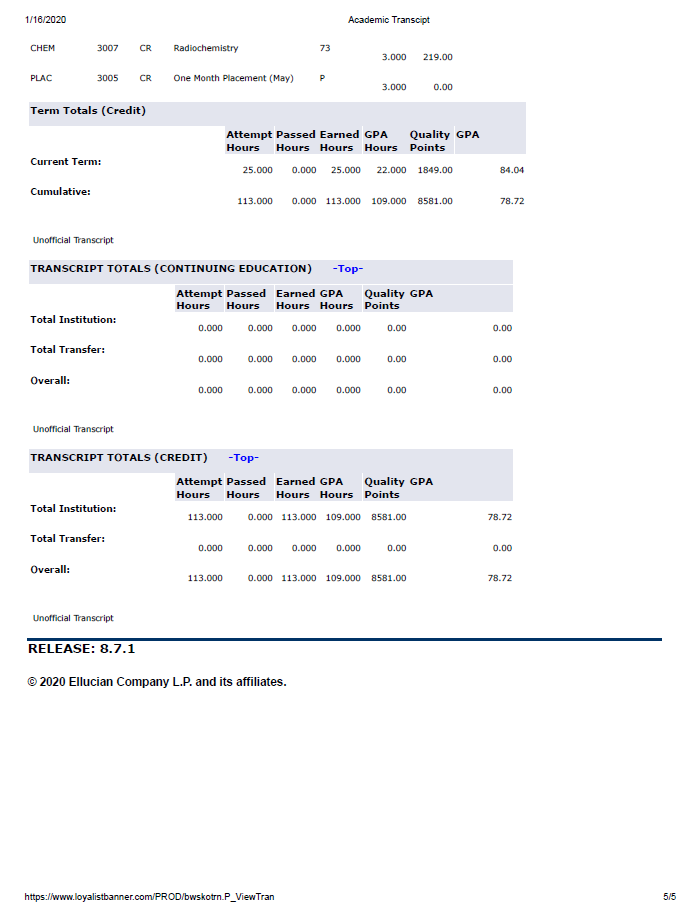 1/16/2020 Academic Transcipt
CHEM 3007 CR Radiochemistry 73 3.000 219.00
PLAC 3005 CR One Month Placement (May) P 3.000 0.00
Term Totals (Credit)
Attempt Passed Earned GPA Quality GPA
Hours Hours Hours Hours Points
Current Term: 25.000 0.000 25.000 22.000 1849.00 84.04
Cumulative: 113.000 0.000 113.000 109.000 8581.00 78.72
Unofficial Transcript
TRANSCRIPT TOTALS (CONTINUING EDUCATION) -Top-
Attempt Passed Earned GPA Quality GPA
Hours Hours Hours Hours Points
Total Institution: 0.000 0.000 0.000 0.000 0.00 0.00
Total Transfer: 0.000 0.000 0.000 0.000 0.00 0.00
Overall: 0.000 0.000 0.000 0.000 0.00 0.00
Unofficial Transcript
TRANSCRIPT TOTALS (CREDIT) -Top-
Attempt Passed Earned GPA Quality GPA
Hours Hours Hours Hours Points
Total Institution: 113.000 0.000 113.000 109.000 8581.00 78.72
Total Transfer: 0.000 0.000 0.000 0.000 0.00 0.00
Overall: 113.000 0.000 113.000 109.000 8581.00 78.72
Unofficial Transcript
RELEASE: 8.7.1
© 2020 Ellucian Company L.P. and its affiliates.
https://www.loyalistbanner.com/PROD/bwskotrn.P_ViewTran 5/5